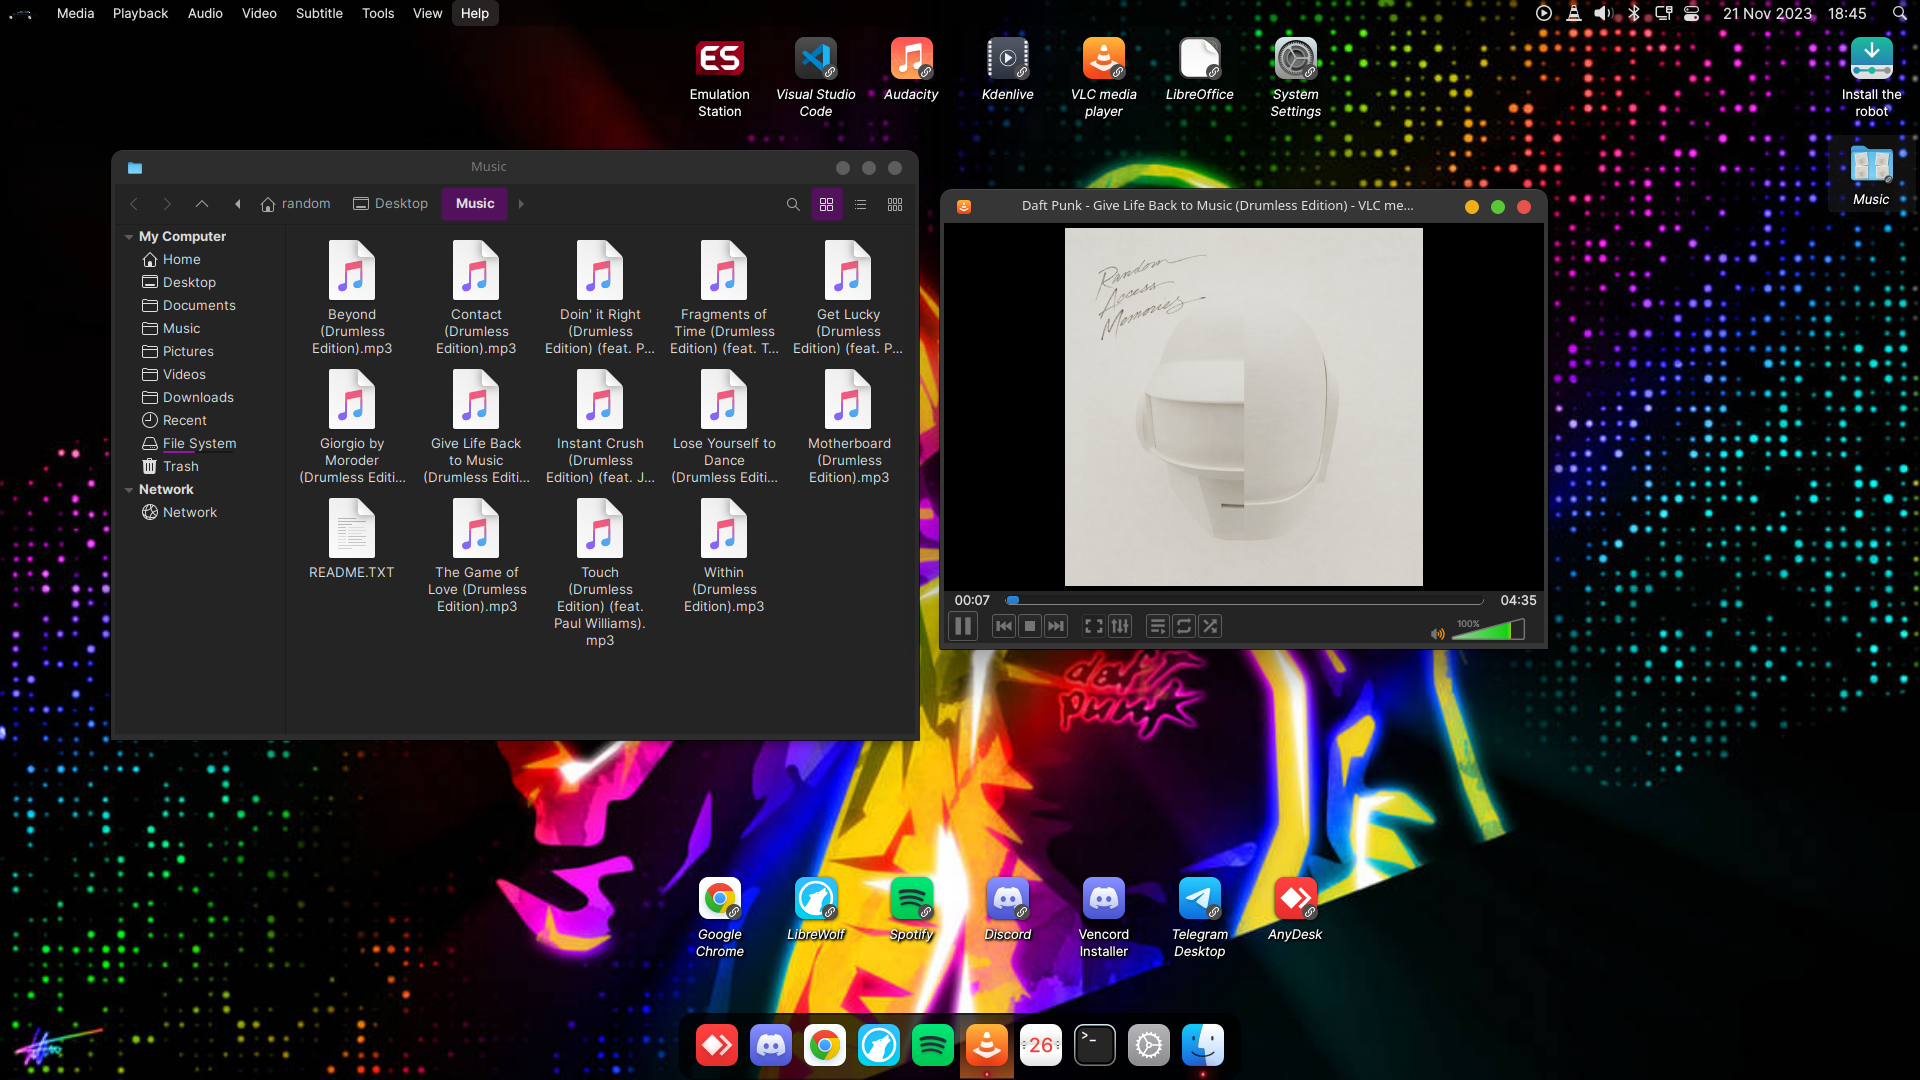 Media Playback Audio Video Subtitle Tools View Help
21 Nov 2023 18:45
ES
Emulation
Station
Visual Studio
Code
Audacity
Kdenlive
VLC media
player
LibreOffice
System
Settings
Install the
robot
Music
Music
random Desktop Music
My Computer
Home
Desktop
Documents
Music
Pictures
Videos
Downloads
Recent
File System
Trash
Network
Network
Beyond
(Drumless
Edition).mp3
Contact
(Drumless
Edition).mp3
Doin' it Right
(Drumless
Edition) (feat. P...
Fragments of
Time (Drumless
Edition) (feat. T...
Get Lucky
(Drumless
Edition) (feat. P...
Giorgio by
Moroder
(Drumless Editi...
Give Life Back
to Music
(Drumless Editi...
Instant Crush
(Drumless
Edition) (feat. J...
Lose Yourself to
Dance
(Drumless Editi...
Motherboard
(Drumless
Edition).mp3
README.TXT
The Game of
Love (Drumless
Edition).mp3
Touch
(Drumless
Edition) (feat.
Paul Williams).
mp3
Within
(Drumless
Edition).mp3
Daft Punk - Give Life Back to Music (Drumless Edition) - VLC me...
Random
Access
Memories
00:07 04:35
100%
daft
punk
Google
Chrome
LibreWolf
Spotify
Discord
Vencord
Installer
Telegram
Desktop
AnyDesk
26